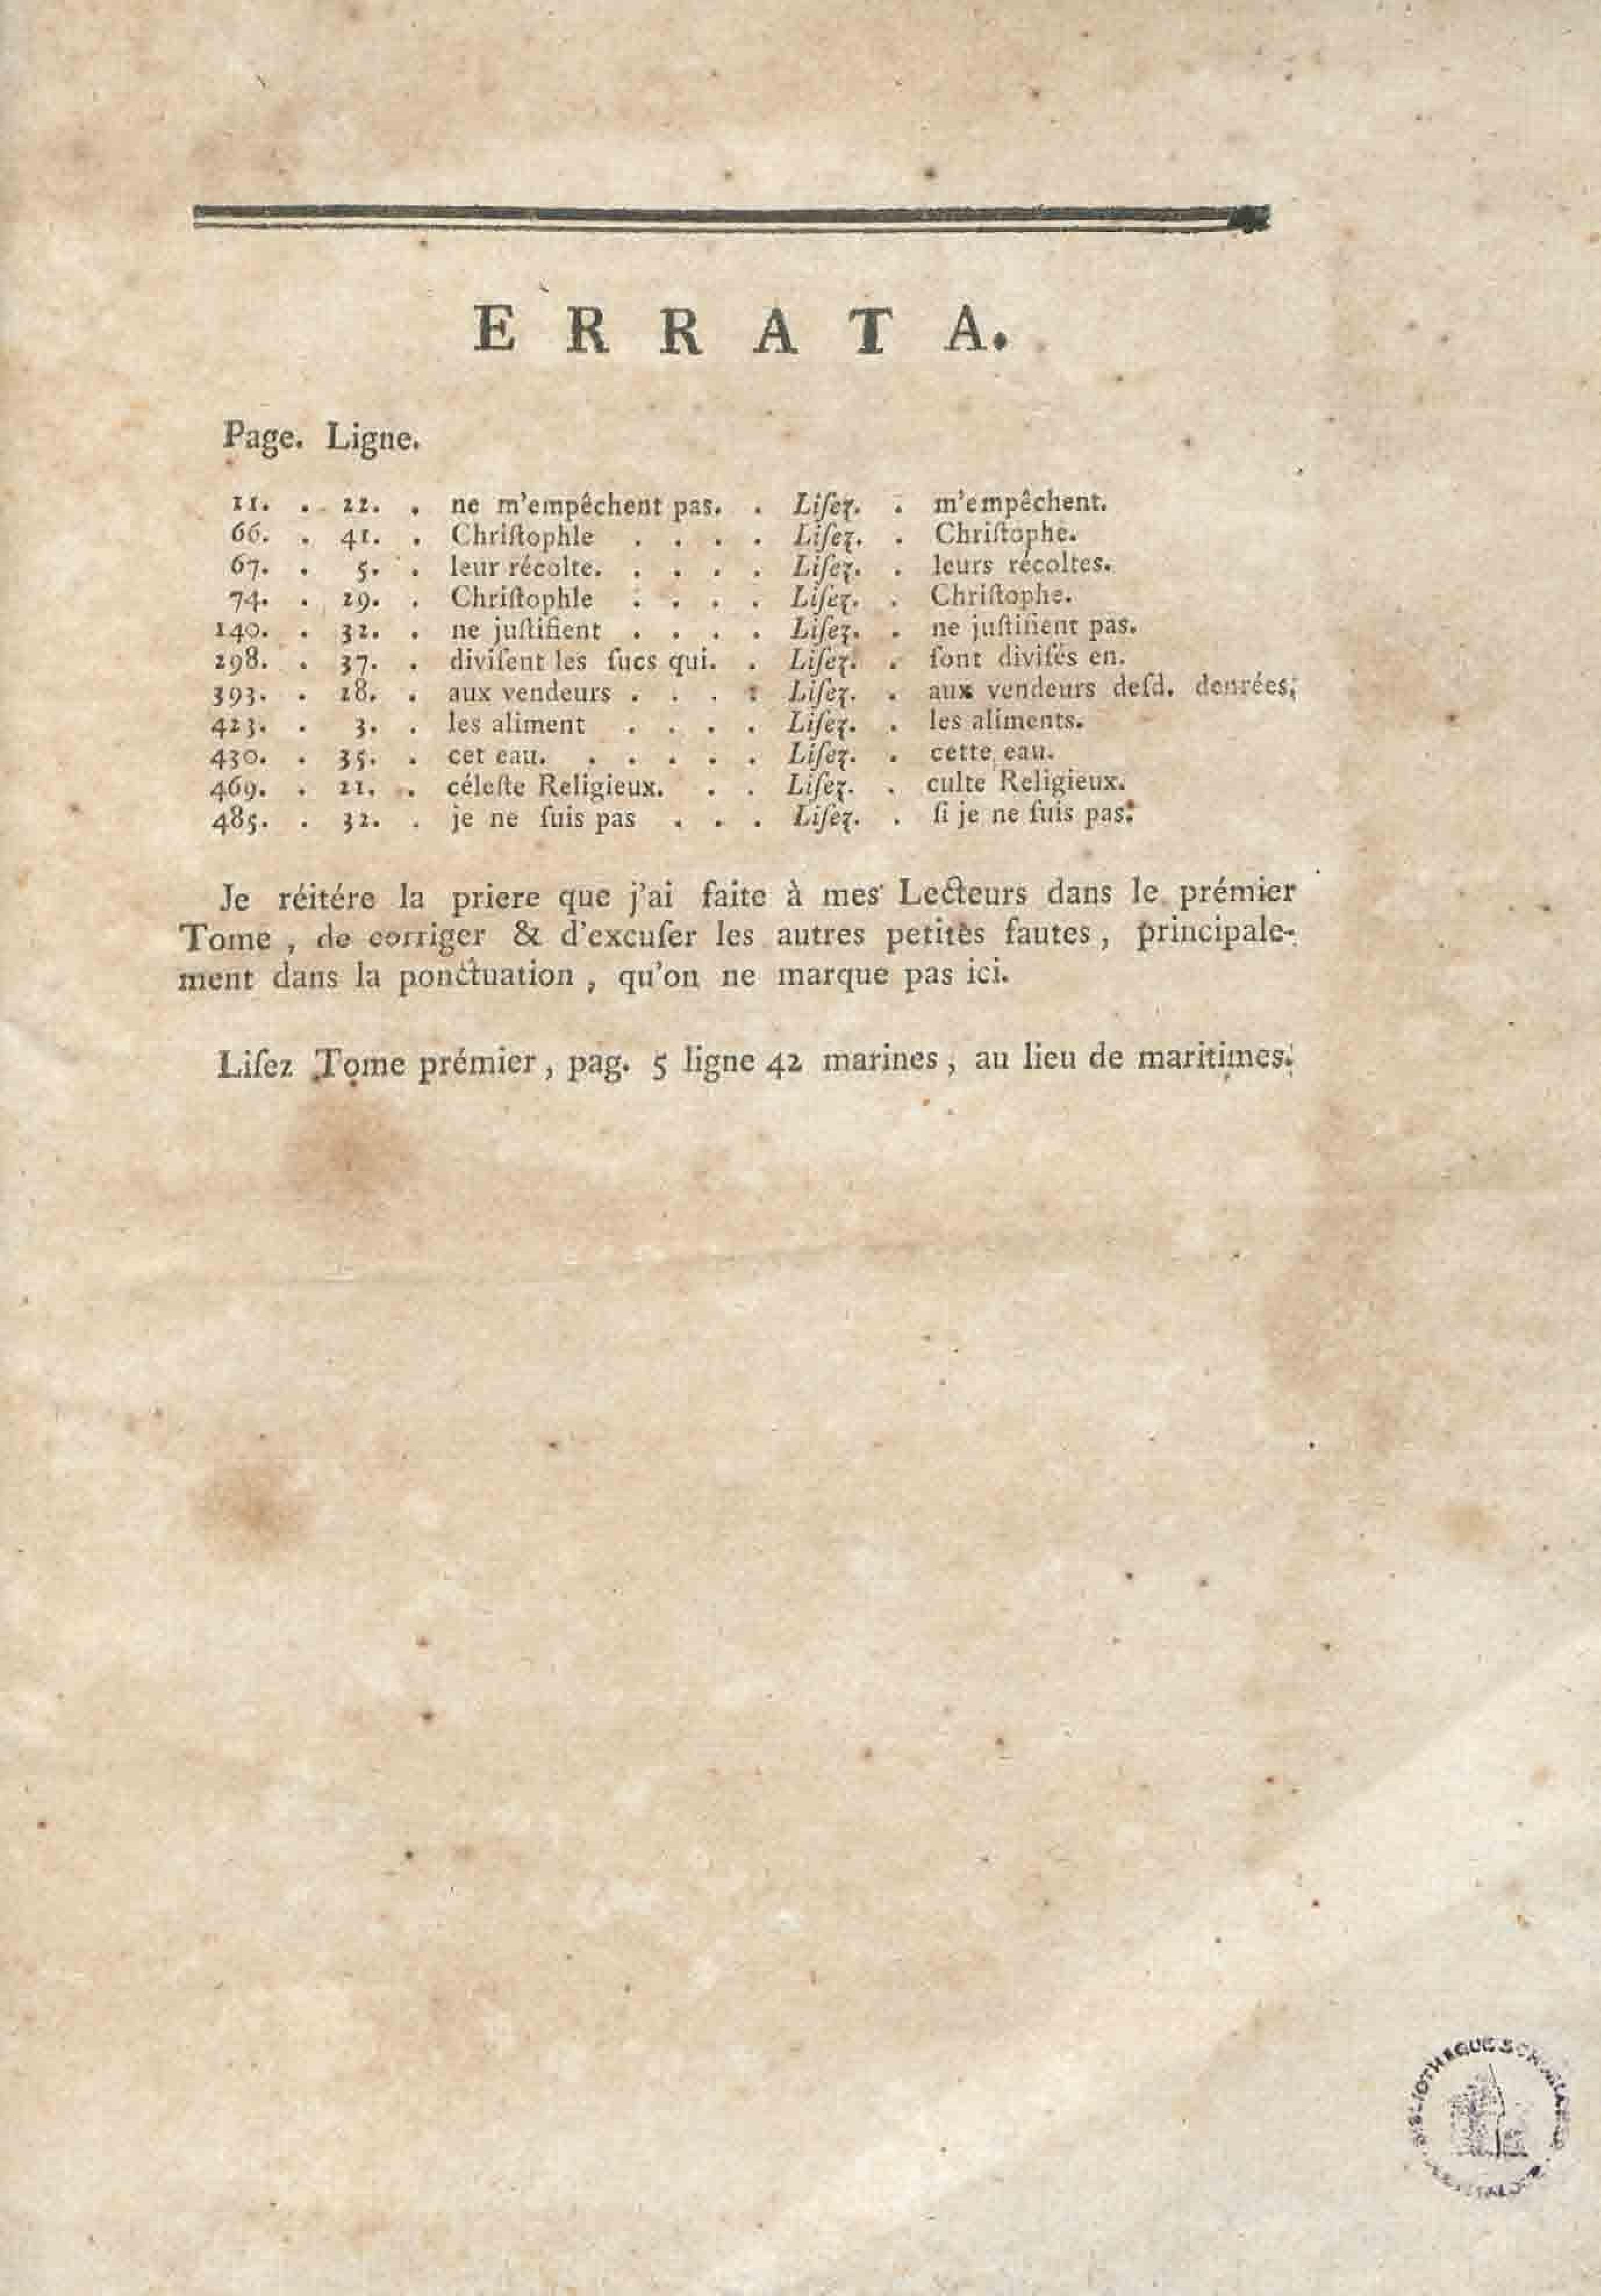 E R R A T A.
Page. Ligne.
11. . 22. . ne m'empêchent pas. . Liſez. . m'empêchent.
66. . 41. . Chriſtophle . . . . Liſez. . Chriſtophe.
67. . 5. . leur récolte. . . . . Liſez. . leurs récoltes.
74. . 29. . Chriſtophle . . . . Liſez. . Chriſtophe.
140. . 32. . ne juſtifient . . . . Liſez. . ne juſtifient pas.
298. . 37. . diviſent les ſucs qui. . Liſez. . ſont diviſés en.
393. . 28. . aux vendeurs . . . : Liſez. . aux vendeurs deſd. denrées;
423. . 3. . les aliment . . . . Liſez. . les aliments.
430. . 35. . cet eau. . . . . . Liſez. . cette eau.
469. . 21. . céleſte Religieux. . . Liſez. . culte Religieux.
485. . 32. . je ne ſuis pas . . . Liſez. . ſi je ne ſuis pas:
Je réitére la priere que j'ai faite à mes Lecteurs dans le prémier
Tome , de corriger & d'excuſer les autres petitès fautes , principale-
ment dans la ponctuation , qu'on ne marque pas ici.
Liſez Tome prémier , pag. 5 ligne 42 marines , au lieu de maritimes.
BIBLIOTHEQUE